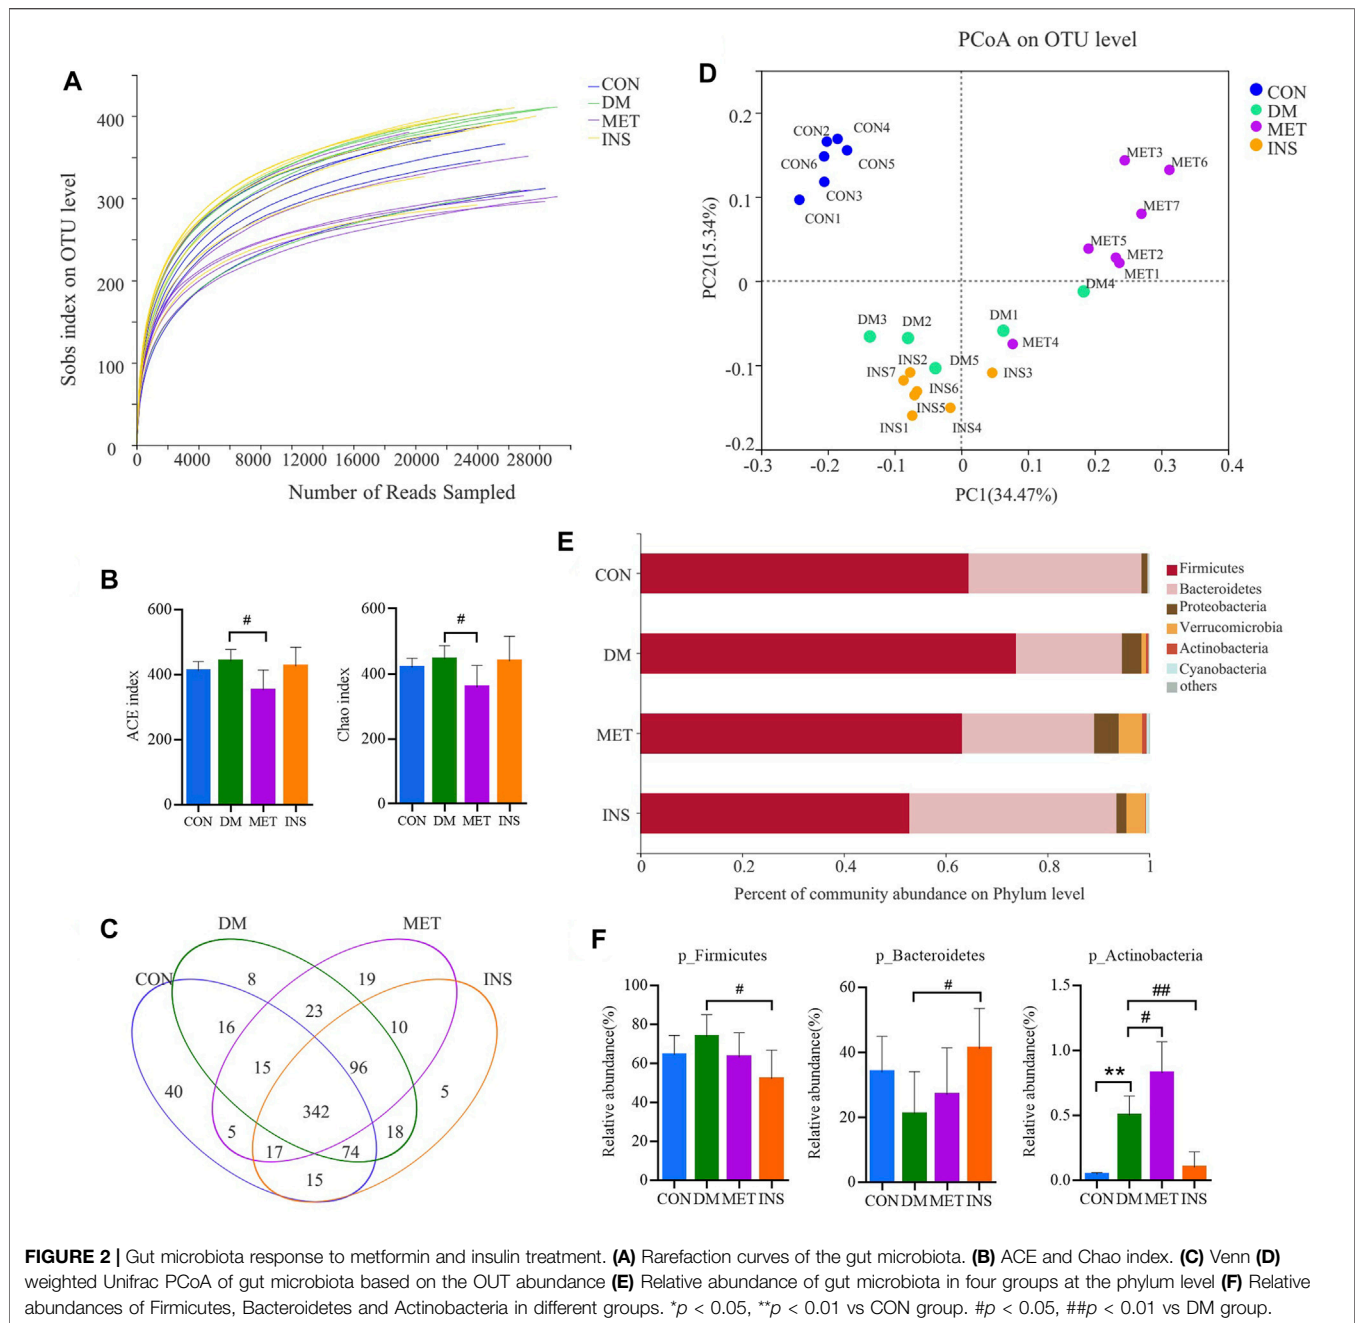 A
Sobs index on OTU level
400
300
200
100
0
0 4000 8000 12000 16000 20000 24000 28000
Number of Reads Sampled
CON
DM
MET
INS
PCoA on OTU level
D
PC2(15.34%)
0.2
0.1
0
-0.1
-0.2
-0.3 -0.2 -0.1 0 0.1 0.2 0.3 0.4
PC1(34.47%)
CON2 CON4
CON6 CON5
CON3
CON1
MET3 MET6
MET7
MET5
MET2
MET1
DM4
DM3 DM2 DM1
MET4
INS2 DM5
INS7 INS3
INS6
INS5
INS1 INS4
CON
DM
MET
INS
B
ACE index
600
400
200
0
#
CON DM MET INS
Chao index
600
400
200
0
#
CON DM MET INS
E
CON
DM
MET
INS
0 0.2 0.4 0.6 0.8 1
Percent of community abundance on Phylum level
Firmicutes
Bacteroidetes
Proteobacteria
Verrucomicrobia
Actinobacteria
Cyanobacteria
others
C
DM MET
CON INS
8 19
16 23 10
15 96
40 342 5
5 17 74 18
15
F
p_Firmicutes
Relative abundance(%)
100
80
60
40
20
0
#
CON DM MET INS
p_Bacteroidetes
Relative abundance(%)
60
40
20
0
#
CON DM MET INS
p_Actinobacteria
Relative abundance(%)
1.5
1.0
0.5
0.0
##
#
**
CON DM MET INS
FIGURE 2 | Gut microbiota response to metformin and insulin treatment. (A) Rarefaction curves of the gut microbiota. (B) ACE and Chao index. (C) Venn (D)
weighted Unifrac PCoA of gut microbiota based on the OUT abundance (E) Relative abundance of gut microbiota in four groups at the phylum level (F) Relative
abundances of Firmicutes, Bacteroidetes and Actinobacteria in different groups. *p < 0.05, **p < 0.01 vs CON group. #p < 0.05, ##p < 0.01 vs DM group.